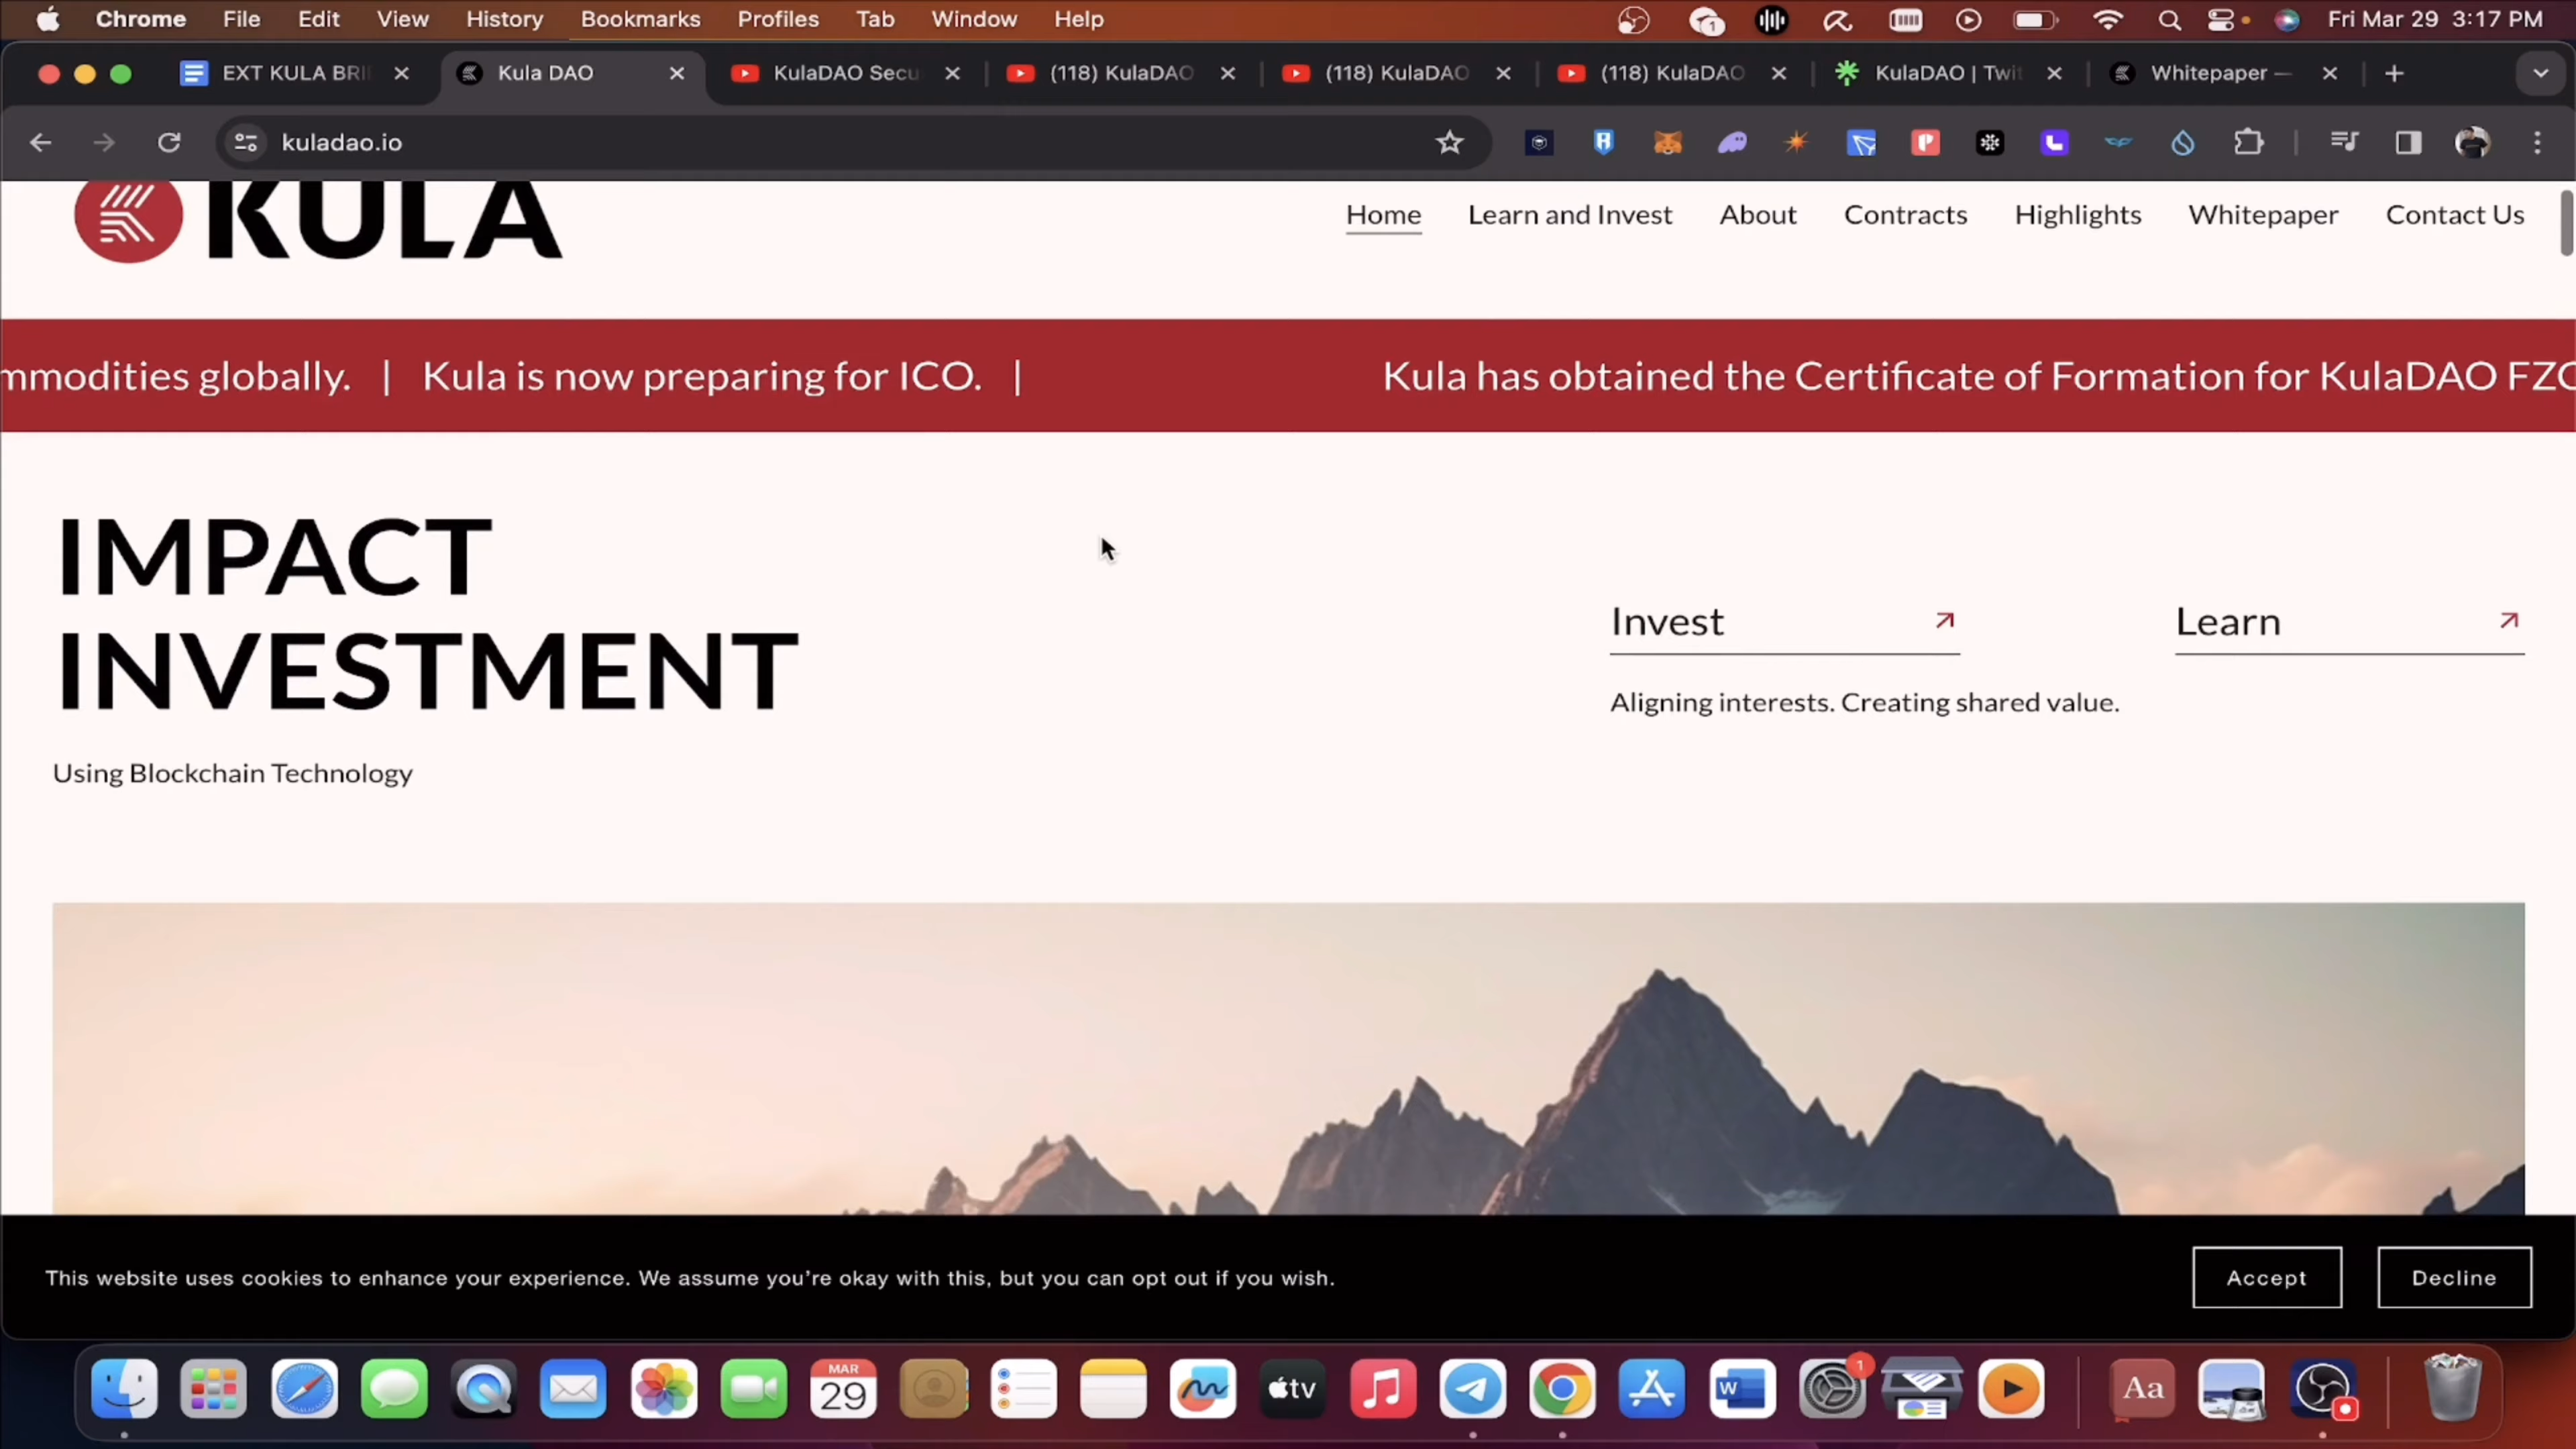 Chrome File Edit View History Bookmarks Profiles Tab Window Help
1
Fri Mar 29 3:17 PM
EXT KULA BRI
Kula DAO
KulaDAO Secu
(118) KulaDAO
(118) KulaDAO
(118) KulaDAO
KulaDAO | Twit
Whitepaper —
kuladao.io
KULA
Home Learn and Invest About Contracts Highlights Whitepaper Contact Us
mmodities globally. | Kula is now preparing for ICO. | Kula has obtained the Certificate of Formation for KulaDAO FZC
IMPACT
INVESTMENT
Using Blockchain Technology
Invest
Learn
Aligning interests. Creating shared value.
This website uses cookies to enhance your experience. We assume you're okay with this, but you can opt out if you wish.
Accept
Decline
MAR
29
tv
W
1
Aa